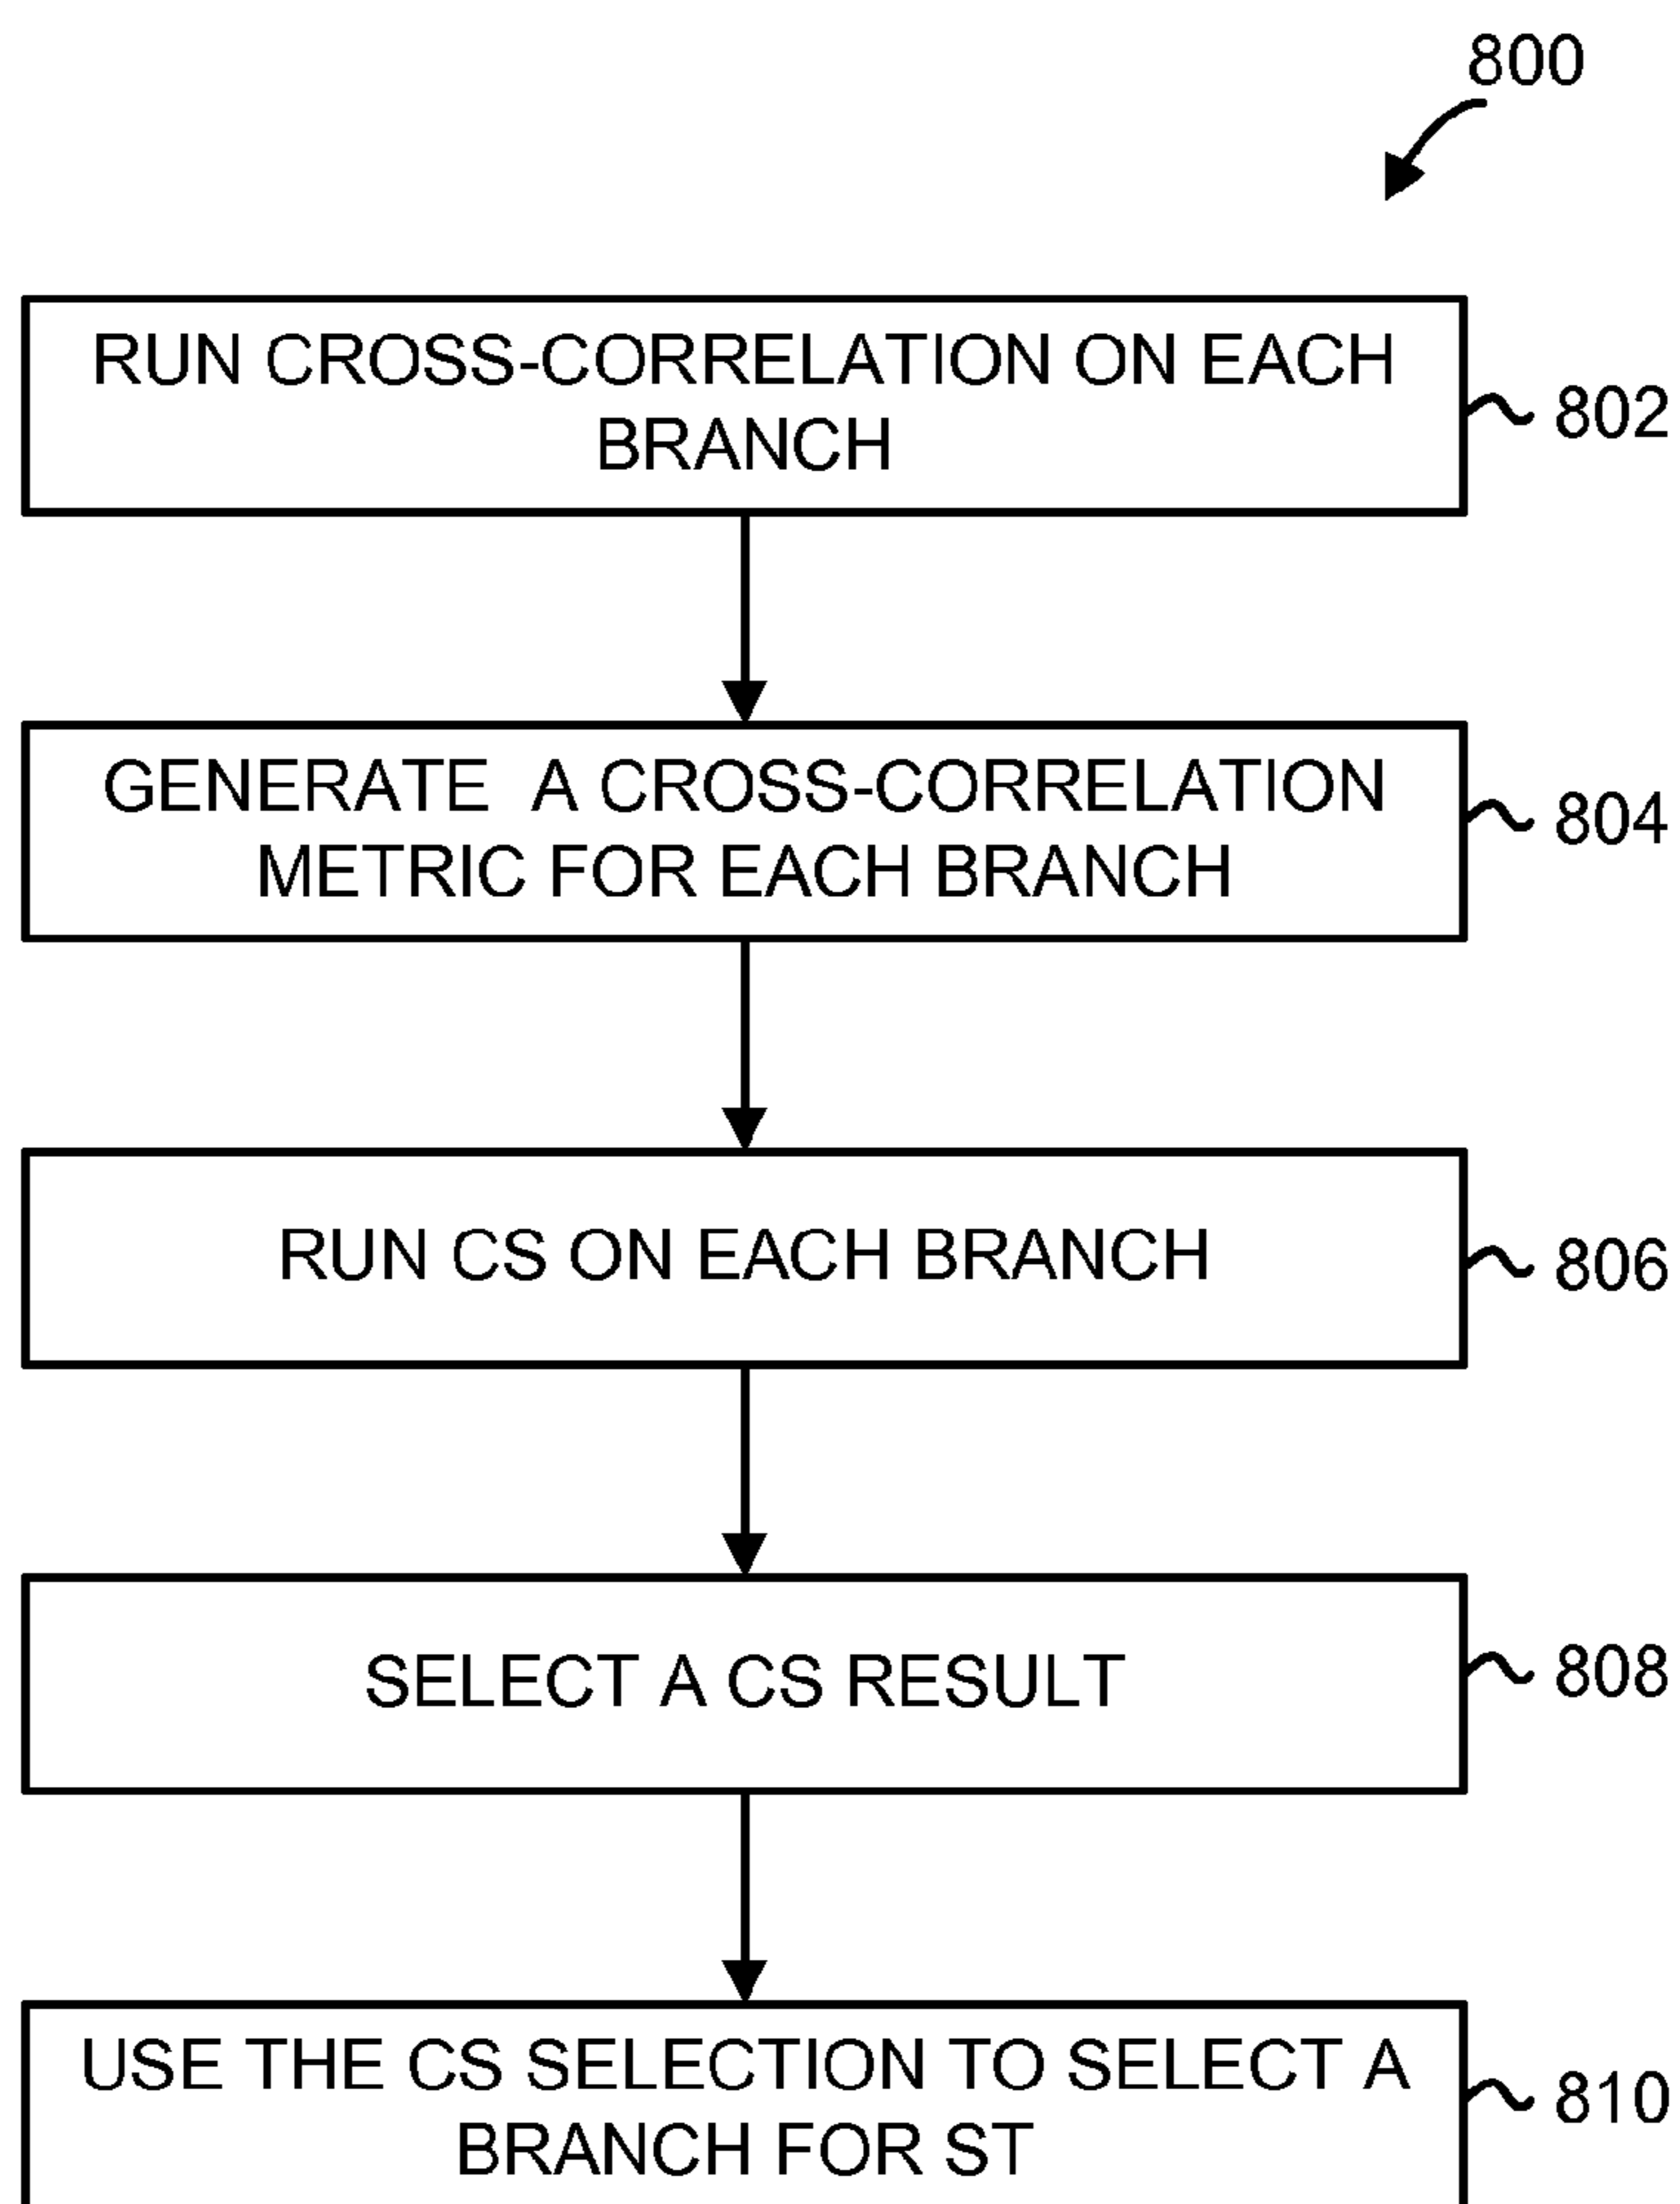 800
RUN CROSS-CORRELATION ON EACH
BRANCH
802
GENERATE A CROSS-CORRELATION
METRIC FOR EACH BRANCH
804
RUN CS ON EACH BRANCH
806
SELECT A CS RESULT
808
USE THE CS SELECTION TO SELECT A
BRANCH FOR ST
810